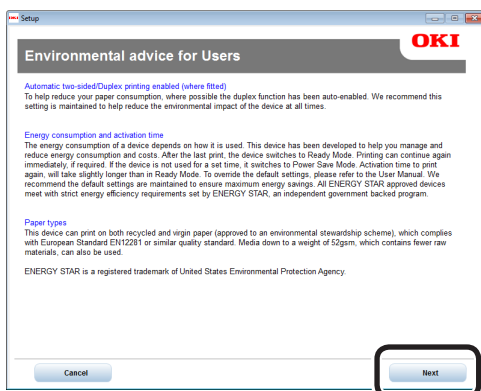 OKI Setup
OKI
Environmental advice for Users
Automatic two-sided/Duplex printing enabled (where fitted)
To help reduce your paper consumption, where possible the duplex function has been auto-enabled. We recommend this
setting is maintained to help reduce the environmental impact of the device at all times.
Energy consumption and activation time
The energy consumption of a device depends on how it is used. This device has been developed to help you manage and
reduce energy consumption and costs. After the last print, the device switches to Ready Mode. Printing can continue again
immediately, if required. If the device is not used for a set time, it switches to Power Save Mode. Activation time to print
again, will take slightly longer than in Ready Mode. To override the default settings, please refer to the User Manual. We
recommend the default settings are maintained to ensure maximum energy savings. All ENERGY STAR approved devices
meet with strict energy efficiency requirements set by ENERGY STAR, an independent government backed program.
Paper types
This device can print on both recycled and virgin paper (approved to an environmental stewardship scheme), which complies
with European Standard EN12281 or similar quality standard. Media down to a weight of 52gsm, which contains fewer raw
materials, can also be used.
ENERGY STAR is a registered trademark of United States Environmental Protection Agency.
Cancel
Next